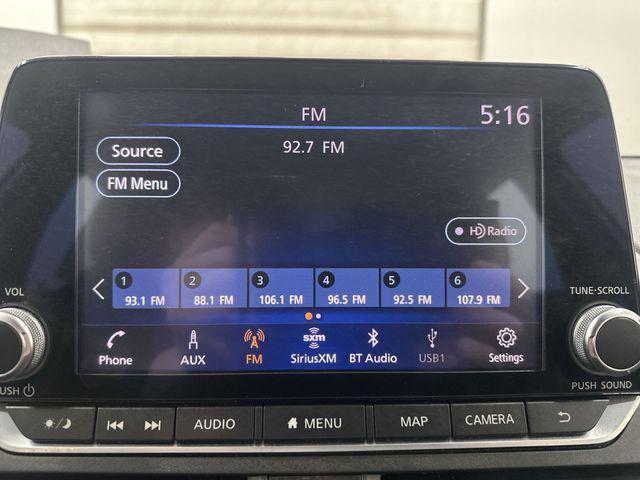 FM
5:16
Source
92.7 FM
FM Menu
HD Radio
1 2 3 4 5 6
93.1 FM 88.1 FM 106.1 FM 96.5 FM 92.5 FM 107.9 FM
VOL
TUNE·SCROLL
sxm
Phone AUX FM SiriusXM BT Audio USB1 Settings
PUSH SOUND
AUDIO MENU MAP CAMERA